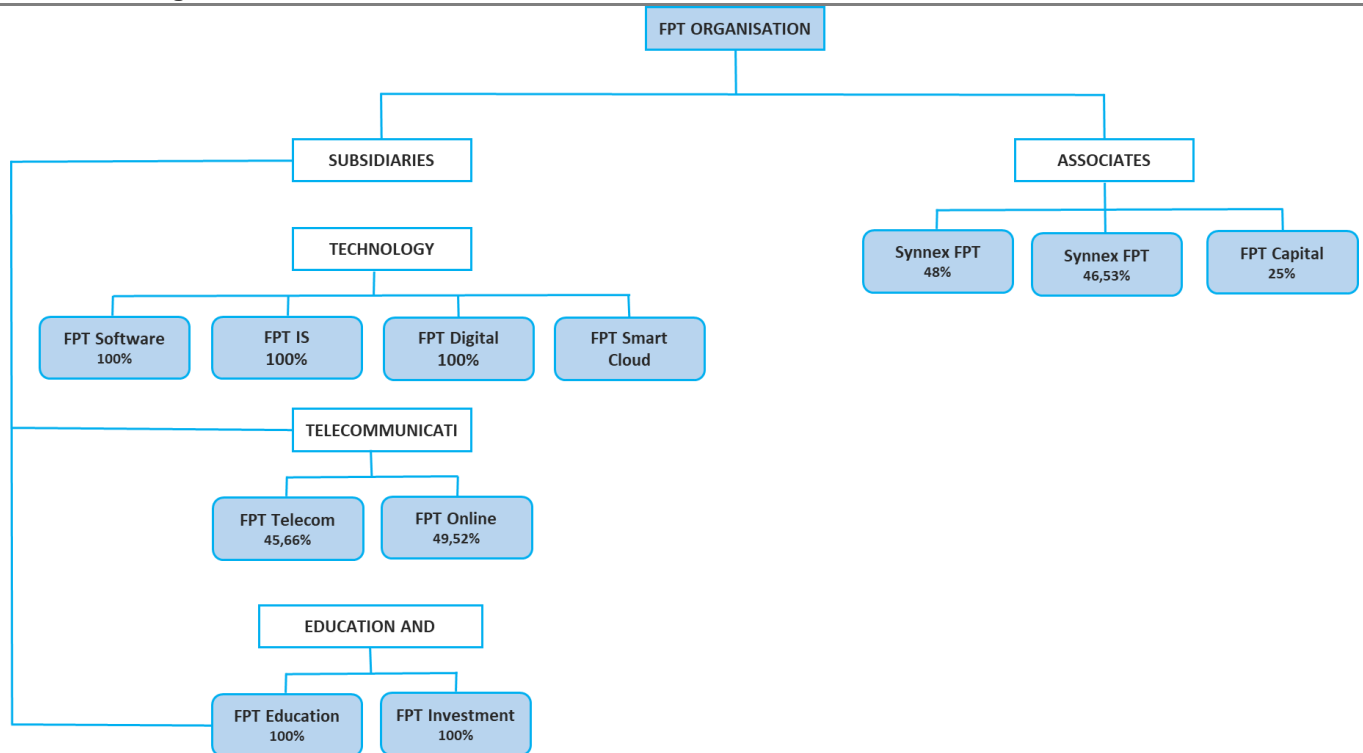 FPT ORGANISATION
SUBSIDIARIES
ASSOCIATES
TECHNOLOGY
Synnex FPT
48%
Synnex FPT
46,53%
FPT Capital
25%
FPT Software
100%
FPT IS
100%
FPT Digital
100%
FPT Smart
Cloud
TELECOMMUNICATI
FPT Telecom
45,66%
FPT Online
49,52%
EDUCATION AND
FPT Education
100%
FPT Investment
100%